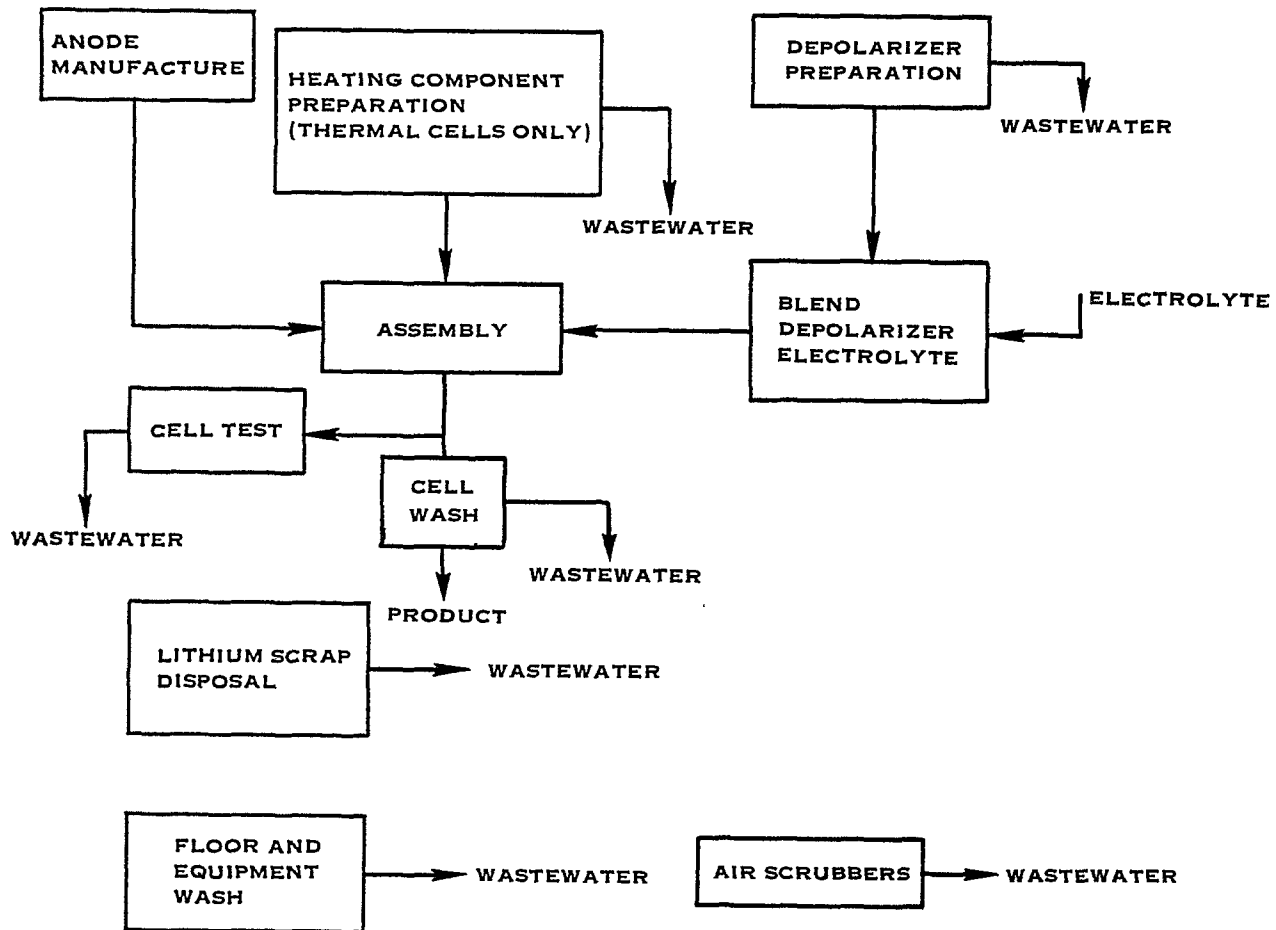 ANODE
MANUFACTURE
HEATING COMPONENT
PREPARATION
(THERMAL CELLS ONLY)
DEPOLARIZER
PREPARATION
WASTEWATER
WASTEWATER
ASSEMBLY
BLEND
DEPOLARIZER
ELECTROLYTE
ELECTROLYTE
CELL TEST
CELL
WASH
WASTEWATER
WASTEWATER
PRODUCT
LITHIUM SCRAP
DISPOSAL
WASTEWATER
FLOOR AND
EQUIPMENT
WASH
WASTEWATER
AIR SCRUBBERS
WASTEWATER